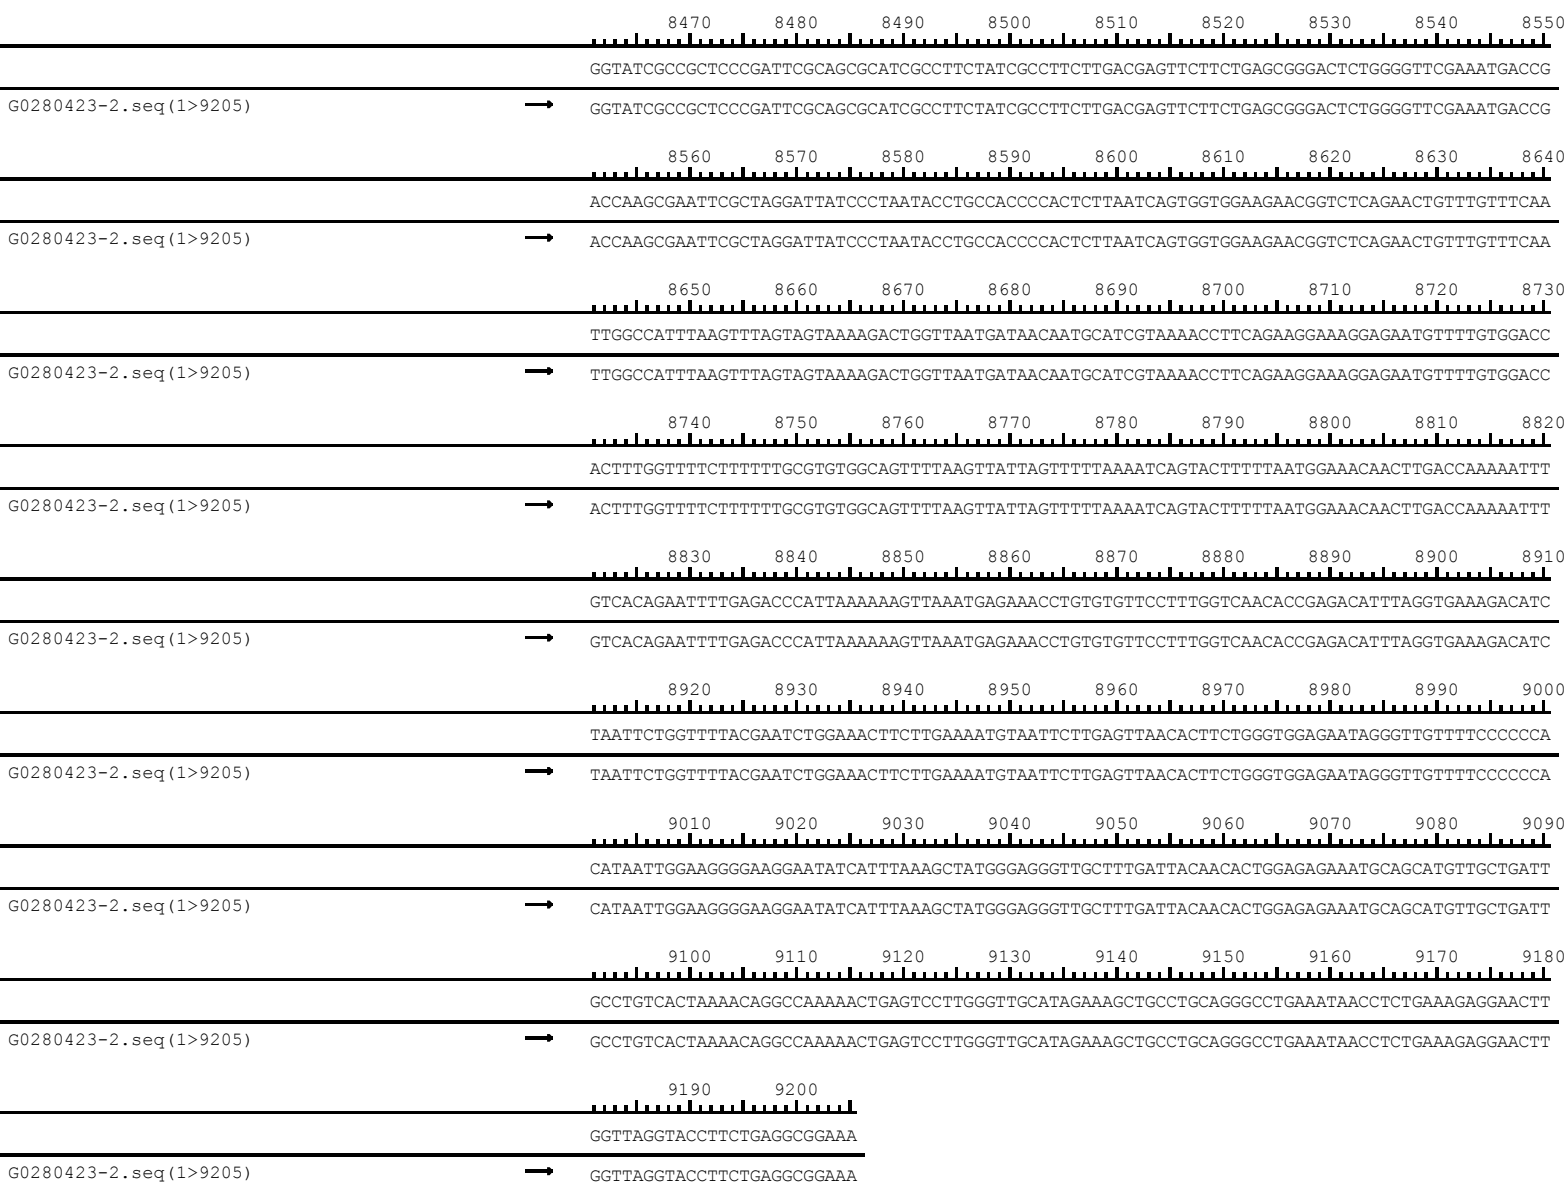 8470 8480 8490 8500 8510 8520 8530 8540 8550
GGTATCGCCGCTCCCGATTCGCAGCGCATCGCCTTCTATCGCCTTCTTGACGAGTTCTTCTGAGCGGGACTCTGGGGTTCGAAATGACCG
G0280423-2.seq(1>9205) → GGTATCGCCGCTCCCGATTCGCAGCGCATCGCCTTCTATCGCCTTCTTGACGAGTTCTTCTGAGCGGGACTCTGGGGTTCGAAATGACCG
8560 8570 8580 8590 8600 8610 8620 8630 8640
ACCAAGCGAATTCGCTAGGATTATCCCTAATACCTGCCACCCCACTCTTAATCAGTGGTGGAAGAACGGTCTCAGAACTGTTTGTTTCAA
G0280423-2.seq(1>9205) → ACCAAGCGAATTCGCTAGGATTATCCCTAATACCTGCCACCCCACTCTTAATCAGTGGTGGAAGAACGGTCTCAGAACTGTTTGTTTCAA
8650 8660 8670 8680 8690 8700 8710 8720 8730
TTGGCCATTTAAGTTTAGTAGTAAAAGACTGGTTAATGATAACAATGCATCGTAAAACCTTCAGAAGGAAAGGAGAATGTTTTGTGGACC
G0280423-2.seq(1>9205) → TTGGCCATTTAAGTTTAGTAGTAAAAGACTGGTTAATGATAACAATGCATCGTAAAACCTTCAGAAGGAAAGGAGAATGTTTTGTGGACC
8740 8750 8760 8770 8780 8790 8800 8810 8820
ACTTTGGTTTTCTTTTTTGCGTGTGGCAGTTTTAAGTTATTAGTTTTTAAAATCAGTACTTTTTAATGGAAACAACTTGACCAAAAATTT
G0280423-2.seq(1>9205) → ACTTTGGTTTTCTTTTTTGCGTGTGGCAGTTTTAAGTTATTAGTTTTTAAAATCAGTACTTTTTAATGGAAACAACTTGACCAAAAATTT
8830 8840 8850 8860 8870 8880 8890 8900 8910
GTCACAGAATTTTGAGACCCATTAAAAAAGTTAAATGAGAAACCTGTGTGTTCCTTTGGTCAACACCGAGACATTTAGGTGAAAGACATC
G0280423-2.seq(1>9205) → GTCACAGAATTTTGAGACCCATTAAAAAAGTTAAATGAGAAACCTGTGTGTTCCTTTGGTCAACACCGAGACATTTAGGTGAAAGACATC
8920 8930 8940 8950 8960 8970 8980 8990 9000
TAATTCTGGTTTTACGAATCTGGAAACTTCTTGAAAATGTAATTCTTGAGTTAACACTTCTGGGTGGAGAATAGGGTTGTTTTCCCCCCA
G0280423-2.seq(1>9205) → TAATTCTGGTTTTACGAATCTGGAAACTTCTTGAAAATGTAATTCTTGAGTTAACACTTCTGGGTGGAGAATAGGGTTGTTTTCCCCCCA
9010 9020 9030 9040 9050 9060 9070 9080 9090
CATAATTGGAAGGGGAAGGAATATCATTTAAAGCTATGGGAGGGTTGCTTTGATTACAACACTGGAGAGAAATGCAGCATGTTGCTGATT
G0280423-2.seq(1>9205) → CATAATTGGAAGGGGAAGGAATATCATTTAAAGCTATGGGAGGGTTGCTTTGATTACAACACTGGAGAGAAATGCAGCATGTTGCTGATT
9100 9110 9120 9130 9140 9150 9160 9170 9180
GCCTGTCACTAAAACAGGCCAAAAACTGAGTCCTTGGGTTGCATAGAAAGCTGCCTGCAGGGCCTGAAATAACCTCTGAAAGAGGAACTT
G0280423-2.seq(1>9205) → GCCTGTCACTAAAACAGGCCAAAAACTGAGTCCTTGGGTTGCATAGAAAGCTGCCTGCAGGGCCTGAAATAACCTCTGAAAGAGGAACTT
9190 9200
GGTTAGGTACCTTCTGAGGCGGAAA
G0280423-2.seq(1>9205) → GGTTAGGTACCTTCTGAGGCGGAAA